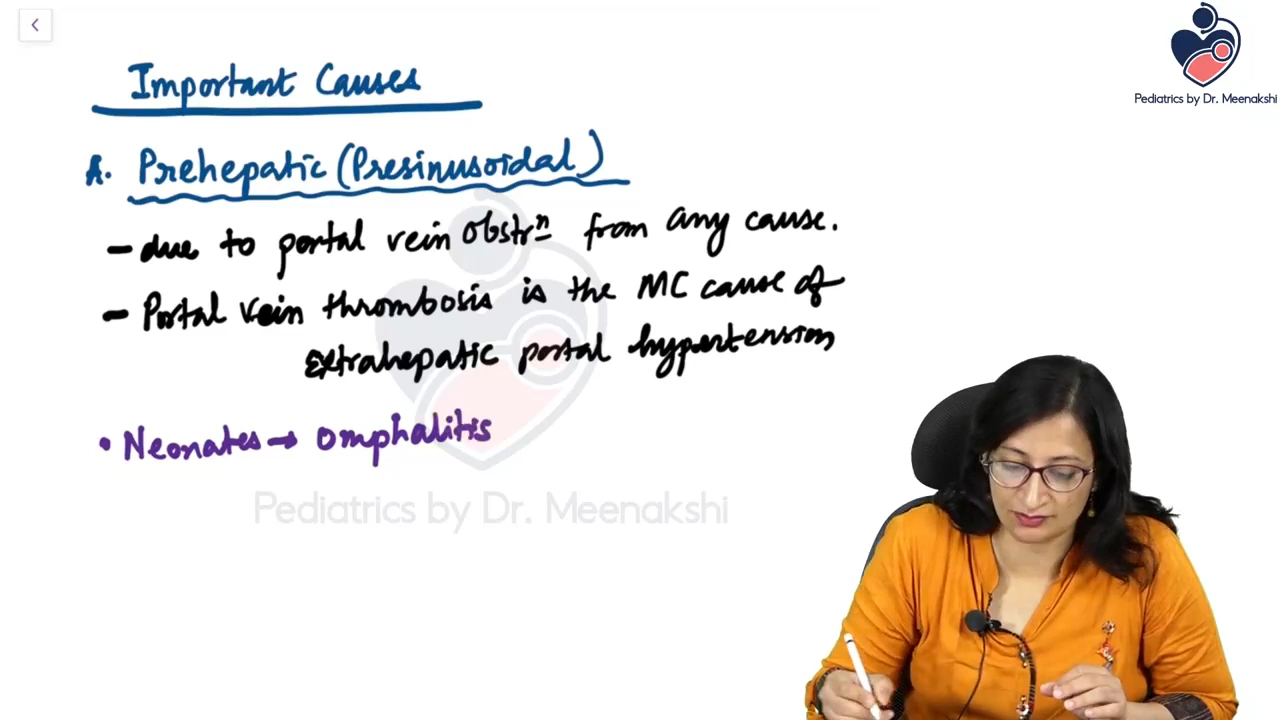 Important Causes
Pediatrics by Dr. Meenakshi
A. Prehepatic (Presinusoidal)
- due to portal vein Obstrⁿ from any cause.
- Portal vein thrombosis is the MC cause of
extrahepatic portal hypertension
• Neonates → Omphalitis
Pediatrics by Dr. Meenakshi